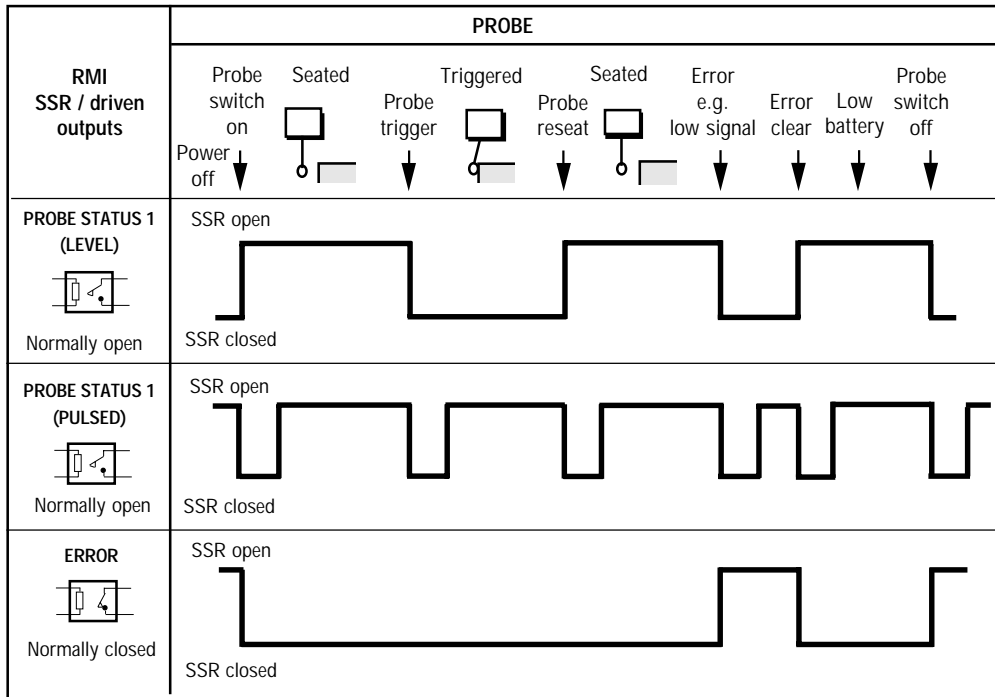 PROBE
RMI
SSR / driven
outputs
Power
off
Probe
switch
on
Seated
Probe
trigger
Triggered
Probe
reseat
Seated
Error
e.g.
low signal
Error
clear
Low
battery
Probe
switch
off
PROBE STATUS 1
(LEVEL)
Normally open
SSR open
SSR closed
PROBE STATUS 1
(PULSED)
Normally open
SSR open
SSR closed
ERROR
Normally closed
SSR open
SSR closed